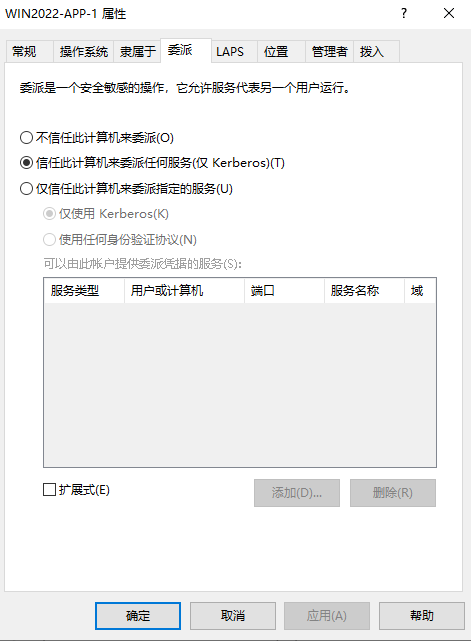 WIN2022-APP-1 属性
常规 操作系统 隶属于 委派 LAPS 位置 管理者 拨入
委派是一个安全敏感的操作，它允许服务代表另一个用户运行。
不信任此计算机来委派(O)
信任此计算机来委派任何服务(仅 Kerberos)(T)
仅信任此计算机来委派指定的服务(U)
仅使用 Kerberos(K)
使用任何身份验证协议(N)
可以由此帐户提供委派凭据的服务(S):
服务类型 用户或计算机 端口 服务名称 域
扩展式(E) 添加(D)... 删除(R)
确定 取消 应用(A) 帮助